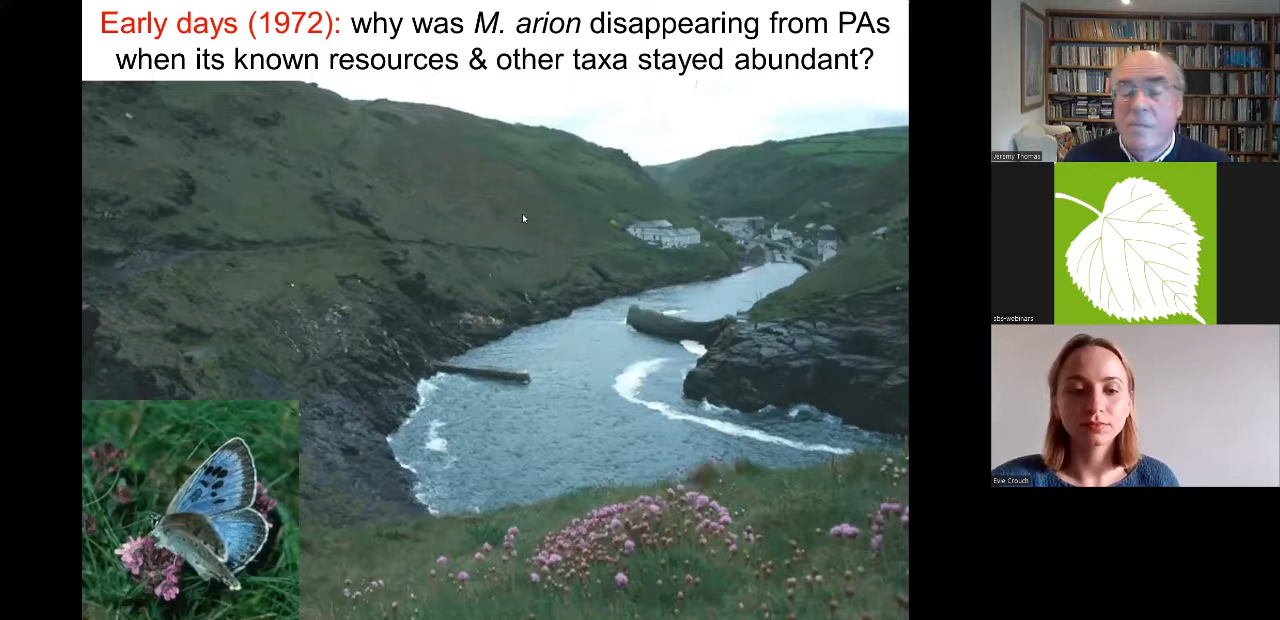 Early days (1972): why was M. arion disappearing from PAs
when its known resources & other taxa stayed abundant?
Jeremy Thomas
sbs-webinars
Evie Crouch